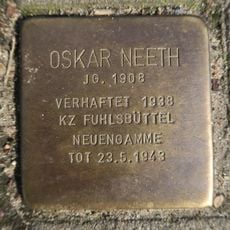 OSKAR NEETH
JG. 1908
VERHAFTET 1938
KZ FUHLSBÜTTEL
NEUENGAMME
TOT 23.5.1943